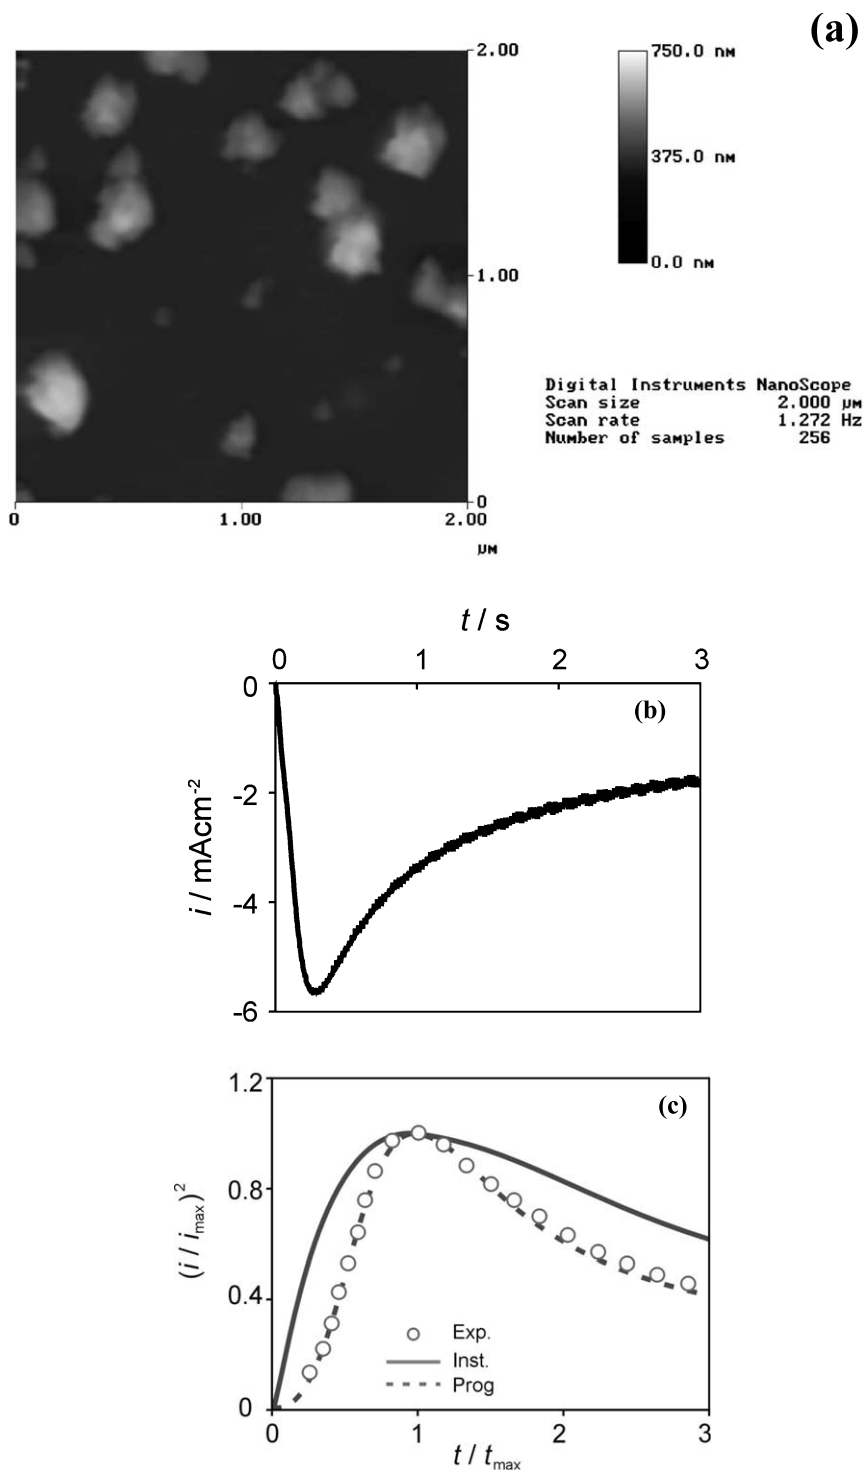 (a)
2.00
1.00
0
0 1.00 2.00
μM
750.0 nM
375.0 nM
0.0 nM
Digital Instruments NanoScope
Scan size 2.000 μM
Scan rate 1.272 Hz
Number of samples 256
t / s
0 1 2 3
(b)
0
-2
-4
-6
i / mAcm-2
(c)
1.2
0.8
0.4
0
(i / imax)2
Exp.
Inst.
Prog
0 1 2 3
t / tmax